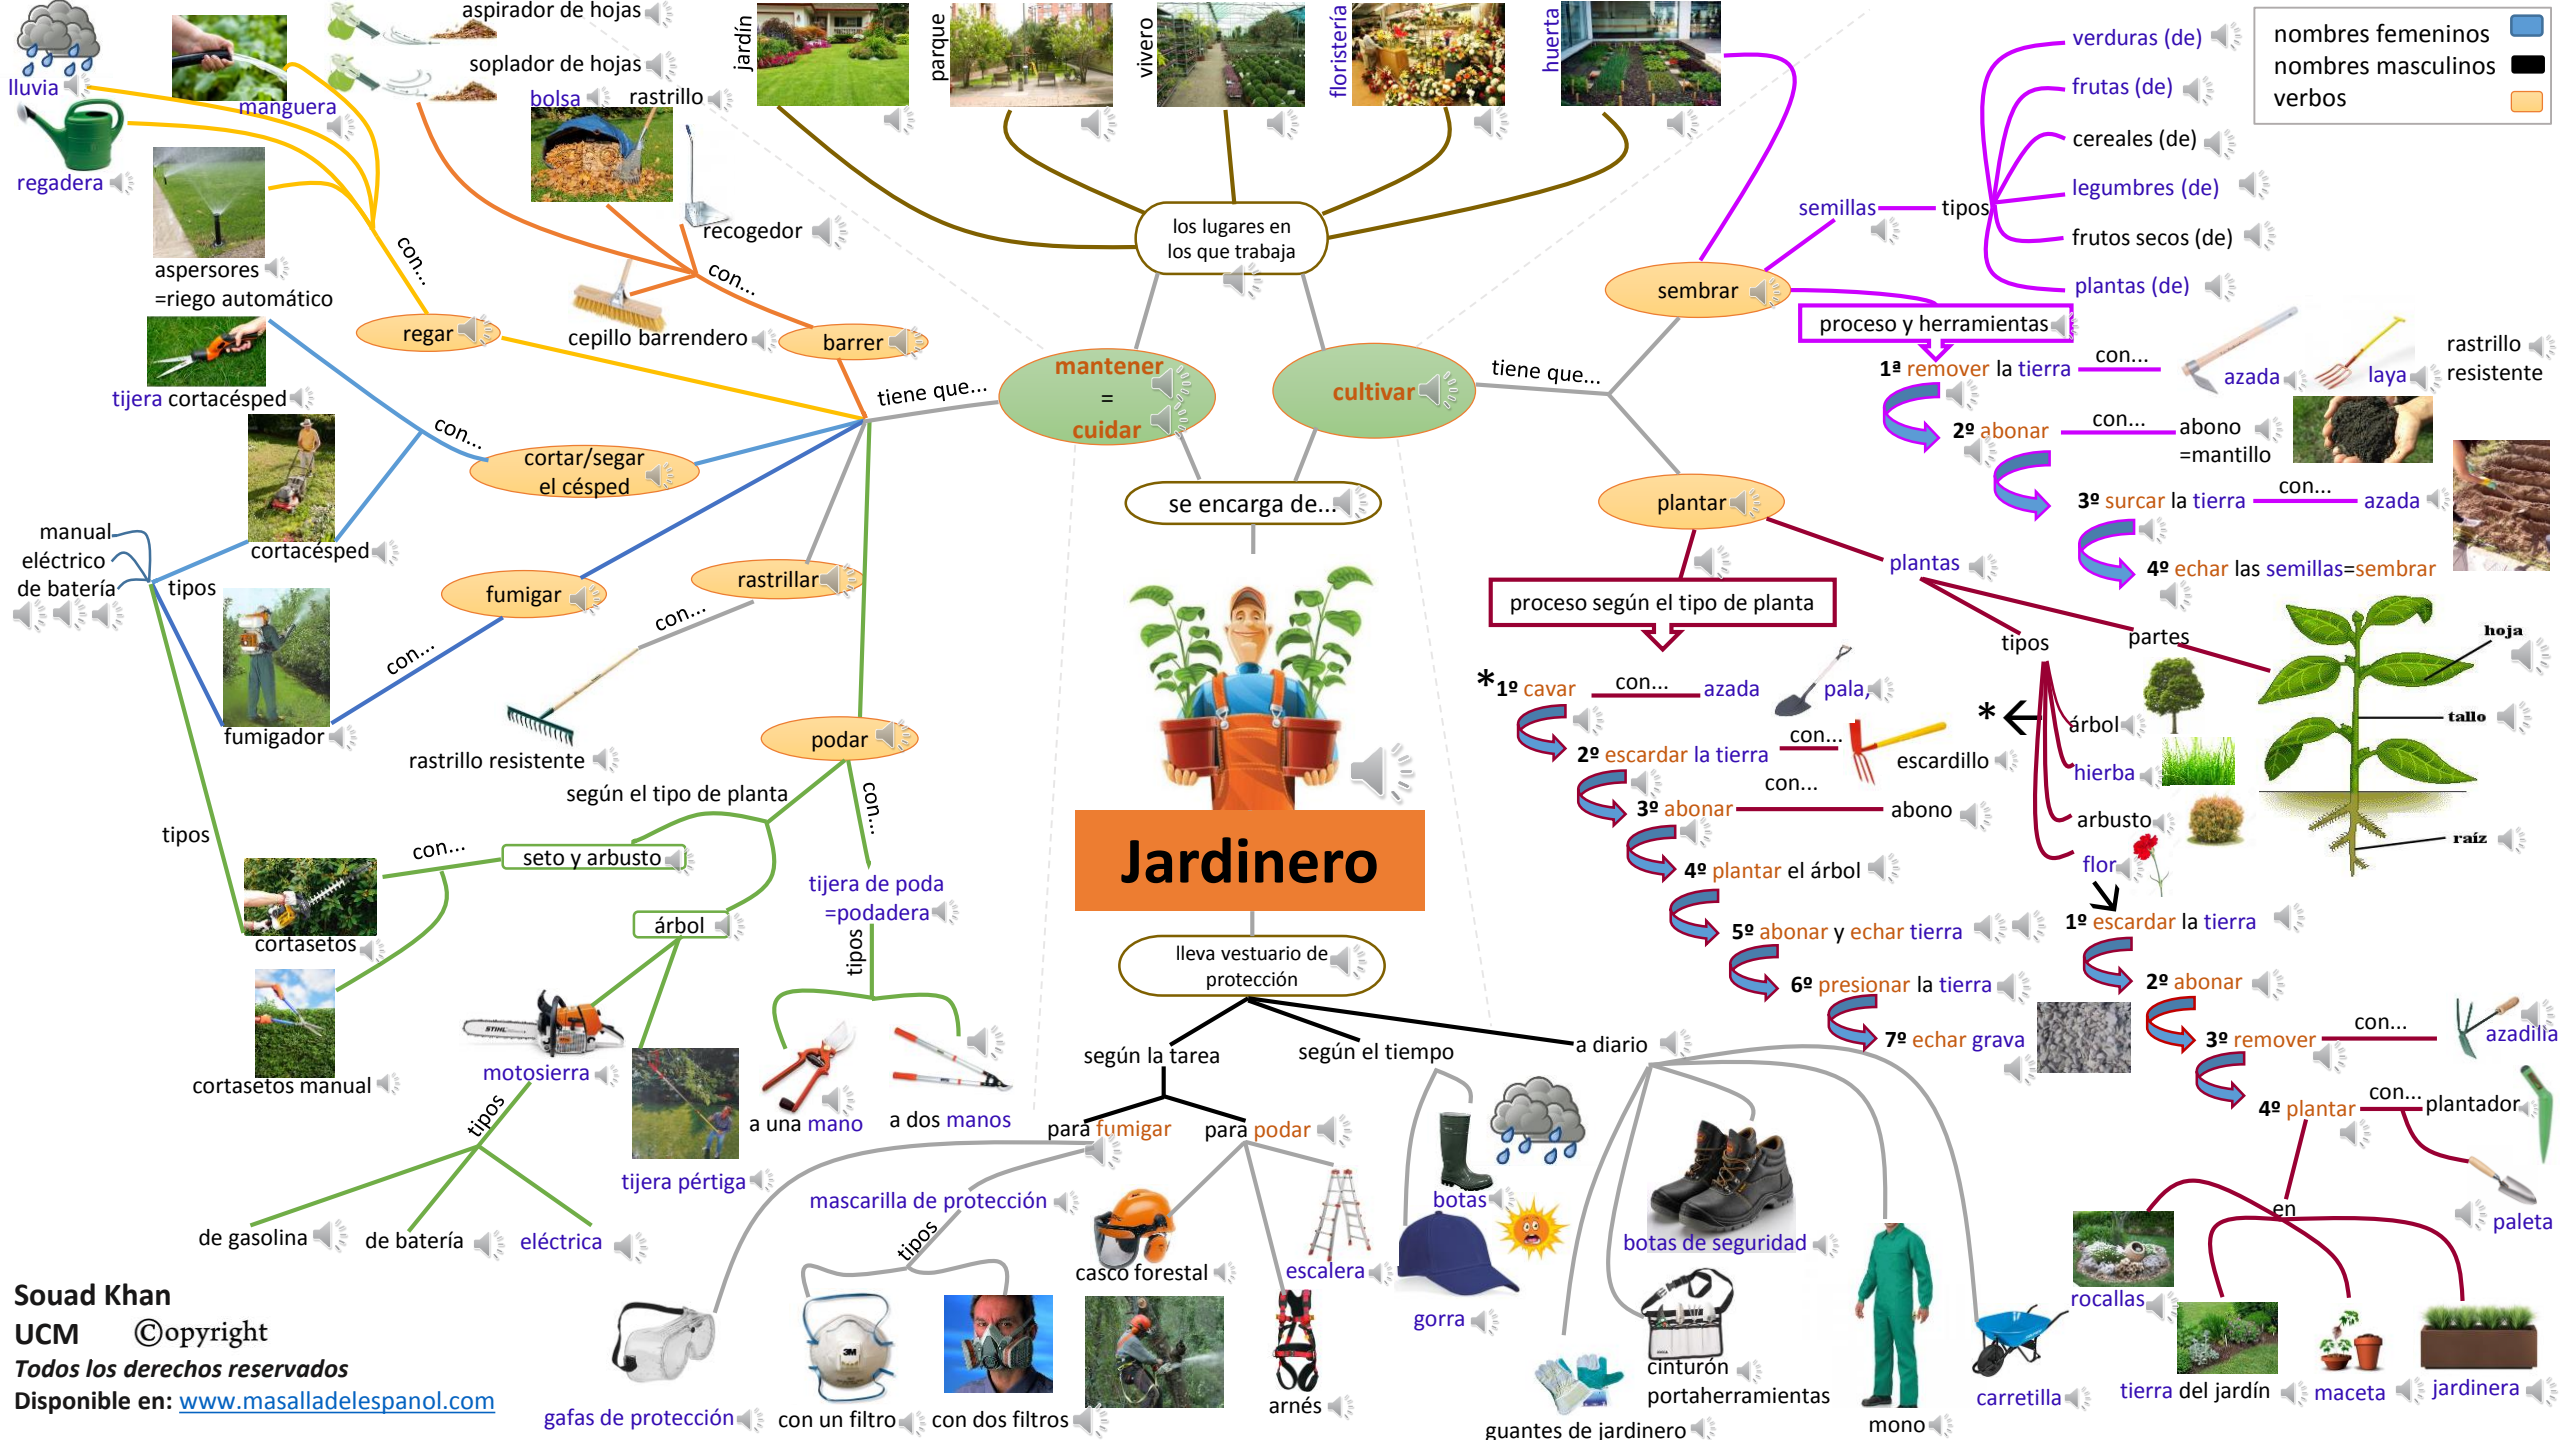 aspirador de hojas
soplador de hojas
lluvia
manguera
bolsa
rastrillo
regadera
aspersores
=riego automático
recogedor
con...
con...
cepillo barrendero
regar
barrer
tijera cortacésped
con...
cortar/segar
el césped
cortacésped
manual
eléctrico
de batería
tipos
fumigar
con...
fumigador
rastrillar
con...
rastrillo resistente
podar
según el tipo de planta
con...
tipos
con...
seto y arbusto
cortasetos
cortasetos manual
árbol
tijera de poda
=podadera
tipos
a una mano
a dos manos
STIHL
motosierra
tipos
de gasolina
de batería
eléctrica
tijera pértiga
jardín
parque
vivero
floristería
huerta
los lugares en
los que trabaja
tiene que...
mantener
=
cuidar
cultivar
tiene que...
se encarga de...
Jardinero
lleva vestuario de
protección
según la tarea
según el tiempo
a diario
para fumigar
para podar
mascarilla de protección
tipos
gafas de protección
3M
con un filtro
con dos filtros
casco forestal
escalera
arnés
botas
gorra
botas de seguridad
guantes de jardinero
cinturón
portaherramientas
mono
carretilla
nombres femeninos
nombres masculinos
verbos
sembrar
semillas
tipos
verduras (de)
frutas (de)
cereales (de)
legumbres (de)
frutos secos (de)
plantas (de)
proceso y herramientas
1ª remover la tierra
con...
azada
laya
rastrillo
resistente
2º abonar
con...
abono
=mantillo
3º surcar la tierra
con...
azada
4º echar las semillas=sembrar
plantar
plantas
proceso según el tipo de planta
tipos
partes
hoja
tallo
raíz
árbol
hierba
arbusto
flor
*
*1º cavar
con...
azada
pala,
2º escardar la tierra
con...
escardillo
3º abonar
con...
abono
4º plantar el árbol
5º abonar y echar tierra
6º presionar la tierra
7º echar grava
1º escardar la tierra
2º abonar
3º remover
con...
azadilla
4º plantar
con...
plantador
paleta
en
rocallas
tierra del jardín
maceta
jardinera
Souad Khan
UCM ©opyright
Todos los derechos reservados
Disponible en: www.masalladelespanol.com